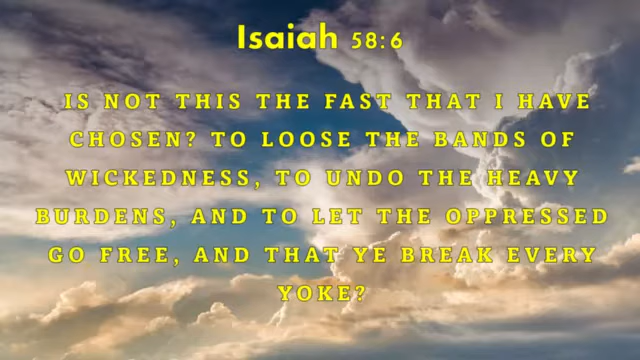 Isaiah 58:6
IS NOT THIS THE FAST THAT I HAVE
CHOSEN? TO LOOSE THE BANDS OF
WICKEDNESS, TO UNDO THE HEAVY
BURDENS, AND TO LET THE OPPRESSED
GO FREE, AND THAT YE BREAK EVERY
YOKE?